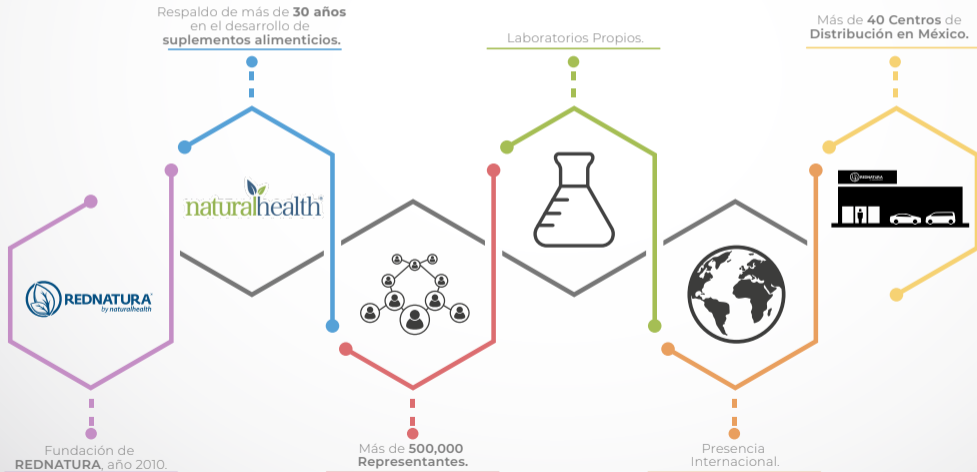 Respaldo de más de 30 años
en el desarrollo de
suplementos alimenticios.
Laboratorios Propios.
Más de 40 Centros de
Distribución en México.
naturalhealth
REDNATURA
REDNATURA
by naturalhealth
Fundación de
REDNATURA, año 2010.
Más de 500,000
Representantes.
Presencia
Internacional.